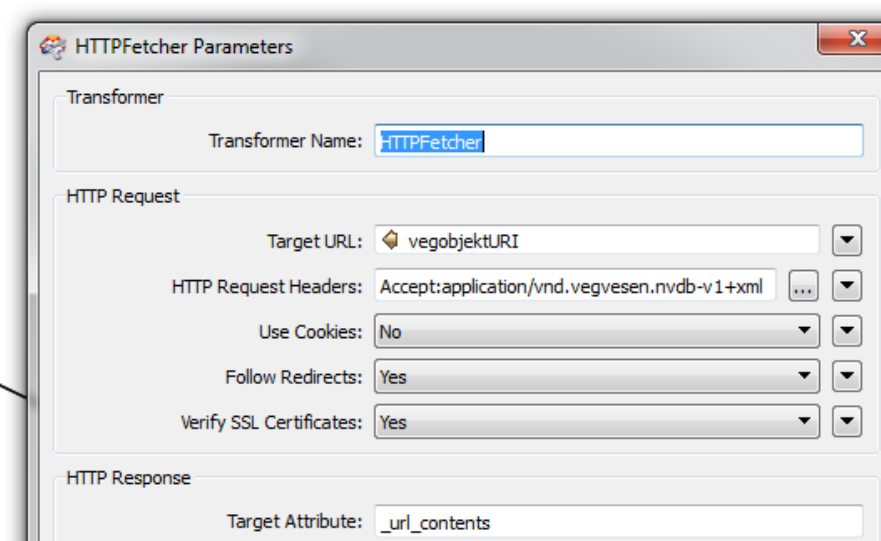 HTTPFetcher Parameters
Transformer
Transformer Name: HTTPFetcher
HTTP Request
Target URL: vegobjektURI
HTTP Request Headers: Accept:application/vnd.vegvesen.nvdb-v1+xml ...
Use Cookies: No
Follow Redirects: Yes
Verify SSL Certificates: Yes
HTTP Response
Target Attribute: _url_contents